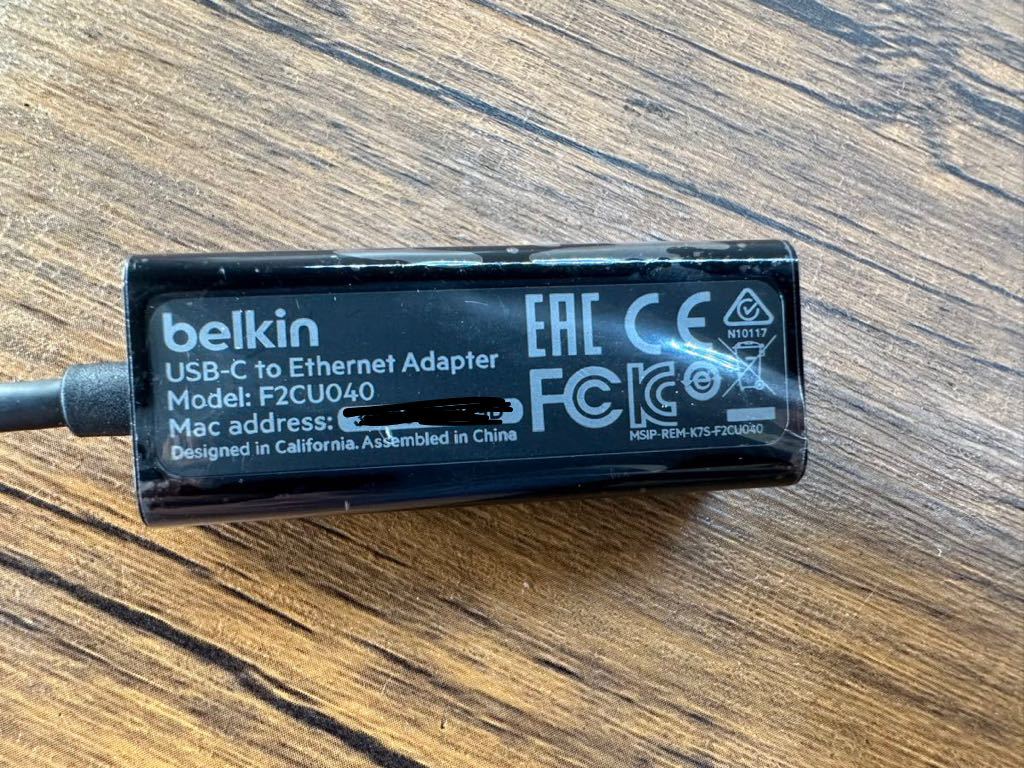 belkin
USB-C to Ethernet Adapter
Model: F2CU040
Mac address:
Designed in California. Assembled in China
EAC CE
N10117
FC KC e
MSIP-REM-K7S-F2CU040